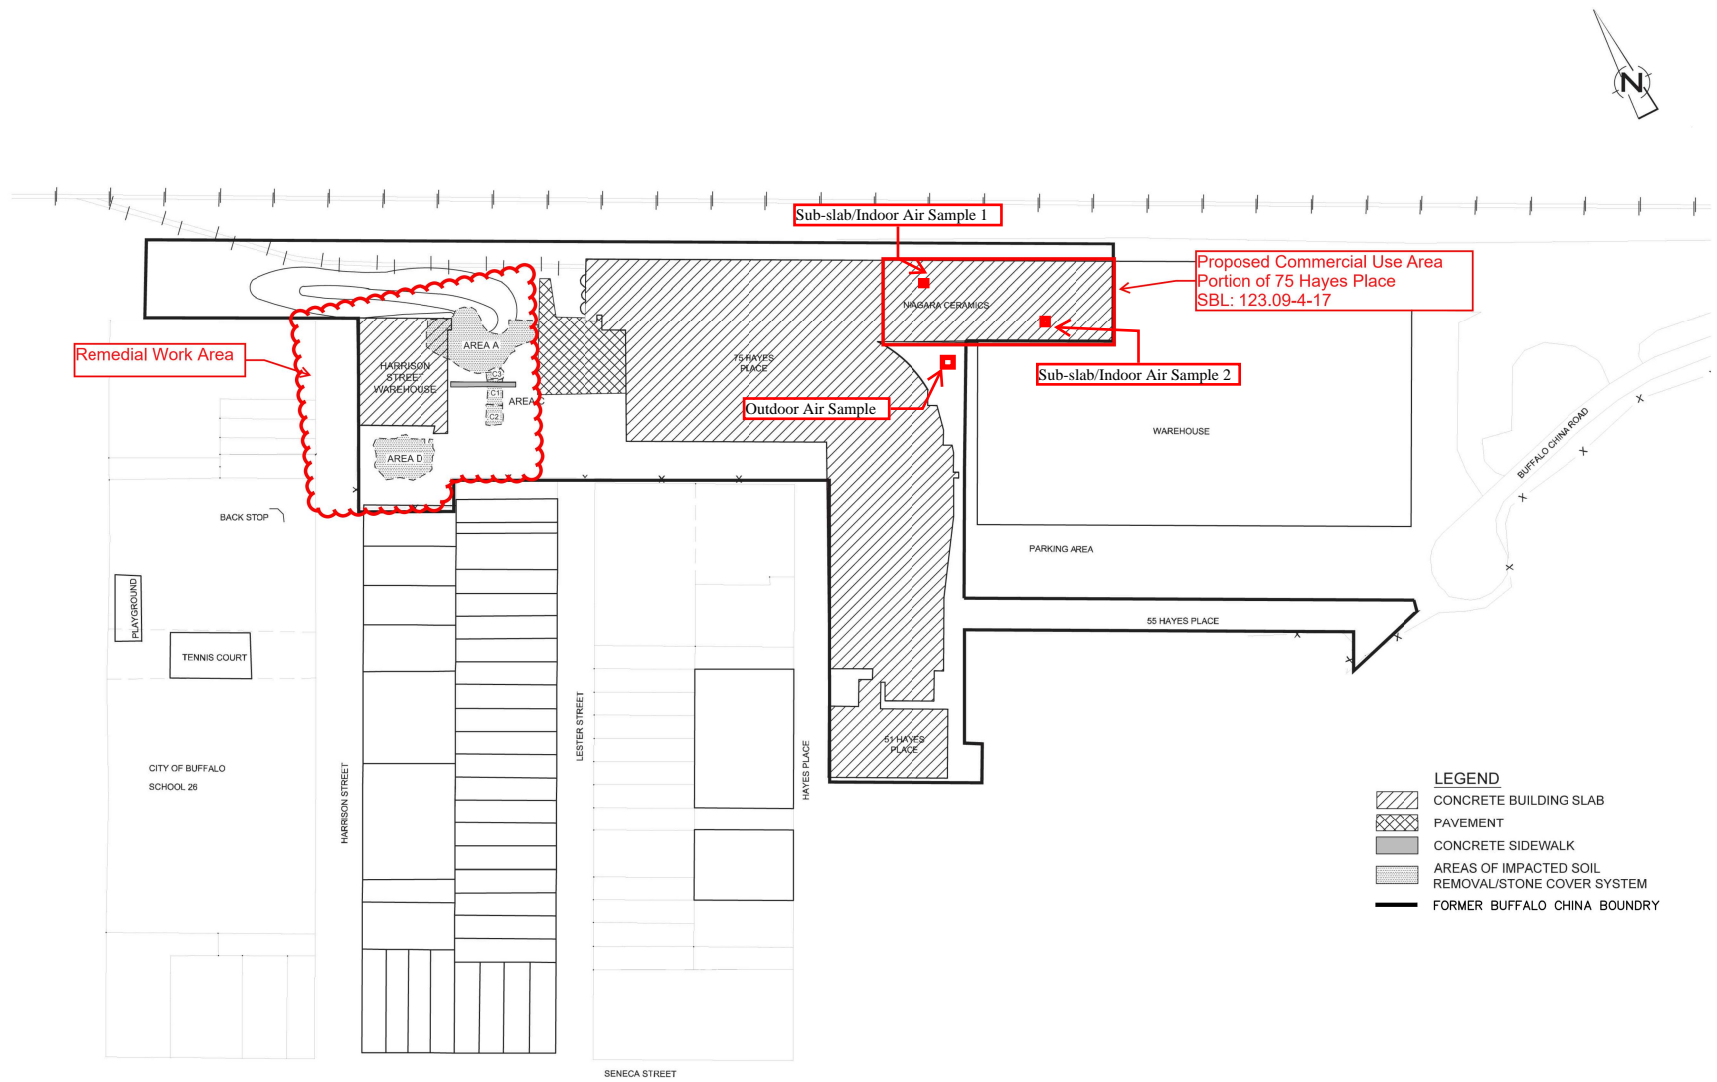 N
Sub-slab/Indoor Air Sample 1
Proposed Commercial Use Area
Portion of 75 Hayes Place
SBL: 123.09-4-17
NIAGARA CERAMICS
Remedial Work Area
AREA A
HARRISON
STREET
WAREHOUSE
C3
C1
AREA C
C2
75 HAYES
PLACE
Sub-slab/Indoor Air Sample 2
Outdoor Air Sample
WAREHOUSE
BUFFALO CHINA ROAD
AREA D
BACK STOP
PARKING AREA
PLAYGROUND
TENNIS COURT
55 HAYES PLACE
LESTER STREET
HAYES PLACE
51 HAYES
PLACE
CITY OF BUFFALO
SCHOOL 26
HARRISON STREET
LEGEND
CONCRETE BUILDING SLAB
PAVEMENT
CONCRETE SIDEWALK
AREAS OF IMPACTED SOIL
REMOVAL/STONE COVER SYSTEM
FORMER BUFFALO CHINA BOUNDRY
SENECA STREET